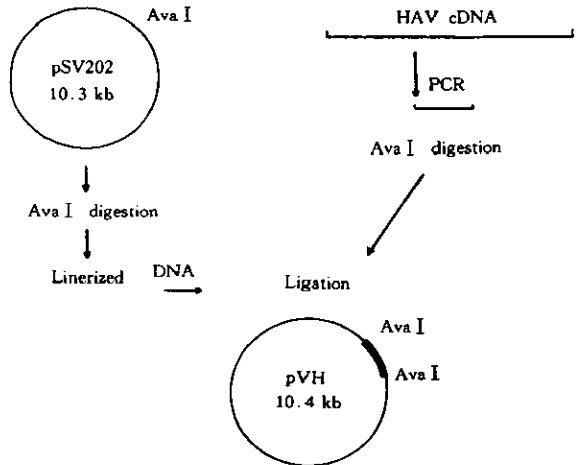 Ava Ⅰ
pSV202
10.3 kb
Ava Ⅰ digestion
Linerized DNA
HAV cDNA
PCR
Ava Ⅰ digestion
Ligation
Ava Ⅰ
Ava Ⅰ
pVH
10.4 kb